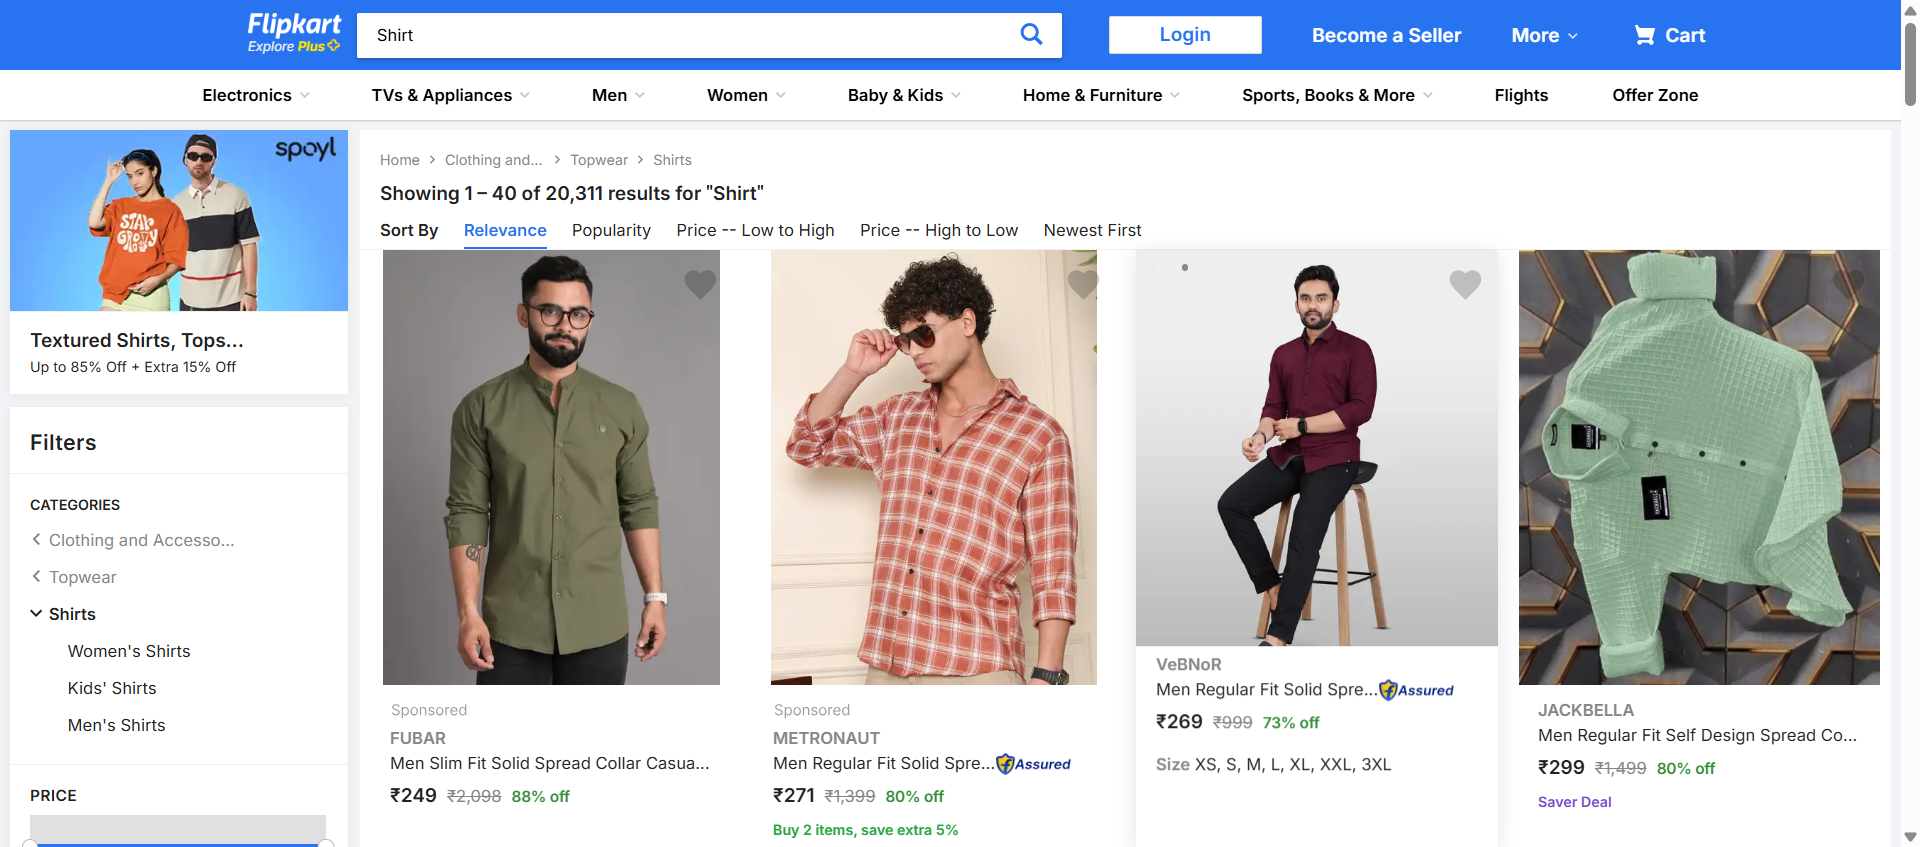 Flipkart
Explore Plus
Shirt
Login
Become a Seller
More
Cart
Electronics
TVs & Appliances
Men
Women
Baby & Kids
Home & Furniture
Sports, Books & More
Flights
Offer Zone
spoyl
STAY
GROOVY
Textured Shirts, Tops...
Up to 85% Off + Extra 15% Off
Filters
CATEGORIES
Clothing and Accesso...
Topwear
Shirts
Women's Shirts
Kids' Shirts
Men's Shirts
PRICE
Home
Clothing and...
Topwear
Shirts
Showing 1 – 40 of 20,311 results for "Shirt"
Sort By
Relevance
Popularity
Price -- Low to High
Price -- High to Low
Newest First
Sponsored
FUBAR
Men Slim Fit Solid Spread Collar Casua...
₹249 ₹2,098 88% off
Sponsored
METRONAUT
Men Regular Fit Solid Spre... Assured
₹271 ₹1,399 80% off
Buy 2 items, save extra 5%
VeBNoR
Men Regular Fit Solid Spre... Assured
₹269 ₹999 73% off
Size XS, S, M, L, XL, XXL, 3XL
JACKBELLA
JACKBELLA
Men Regular Fit Self Design Spread Co...
₹299 ₹1,499 80% off
Saver Deal